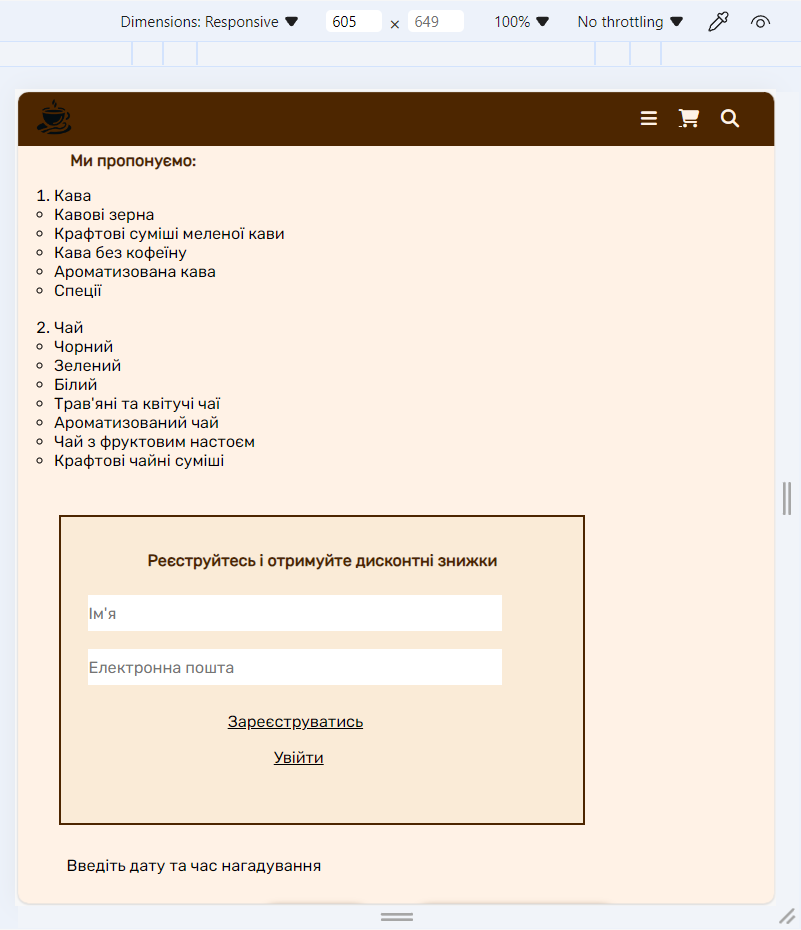 Dimensions: Responsive 605 × 649 100% No throttling
Ми пропонуємо:
1. Кава
Кавові зерна
Крафтові суміші меленої кави
Кава без кофеїну
Ароматизована кава
Спеції
2. Чай
Чорний
Зелений
Білий
Трав'яні та квітучі чаї
Ароматизований чай
Чай з фруктовим настоєм
Крафтові чайні суміші
Реєструйтесь і отримуйте дисконтні знижки
Ім'я
Електронна пошта
Зареєструватись
Увійти
Введіть дату та час нагадування